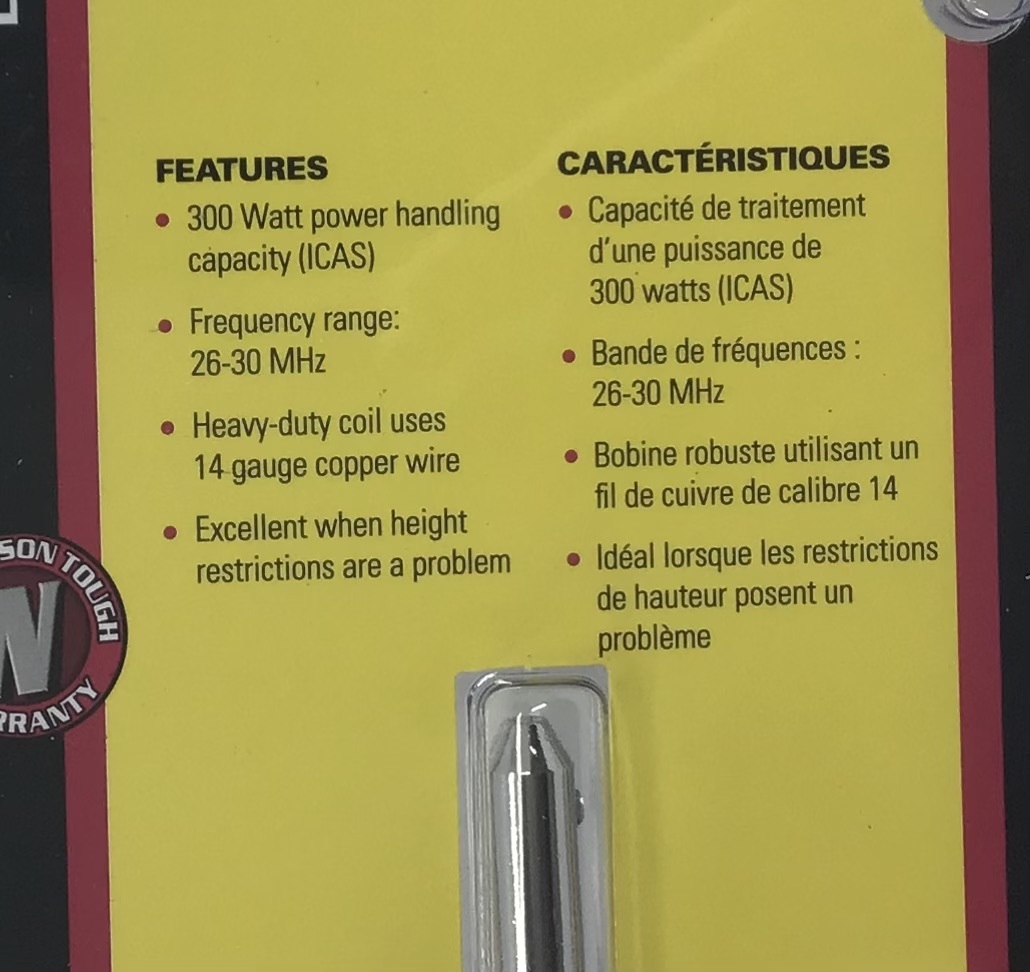 FEATURES
• 300 Watt power handling
capacity (ICAS)
• Frequency range:
26-30 MHz
• Heavy-duty coil uses
14 gauge copper wire
• Excellent when height
restrictions are a problem
CARACTÉRISTIQUES
• Capacité de traitement
d'une puissance de
300 watts (ICAS)
• Bande de fréquences :
26-30 MHz
• Bobine robuste utilisant un
fil de cuivre de calibre 14
• Idéal lorsque les restrictions
de hauteur posent un
problème
TOUGH
W